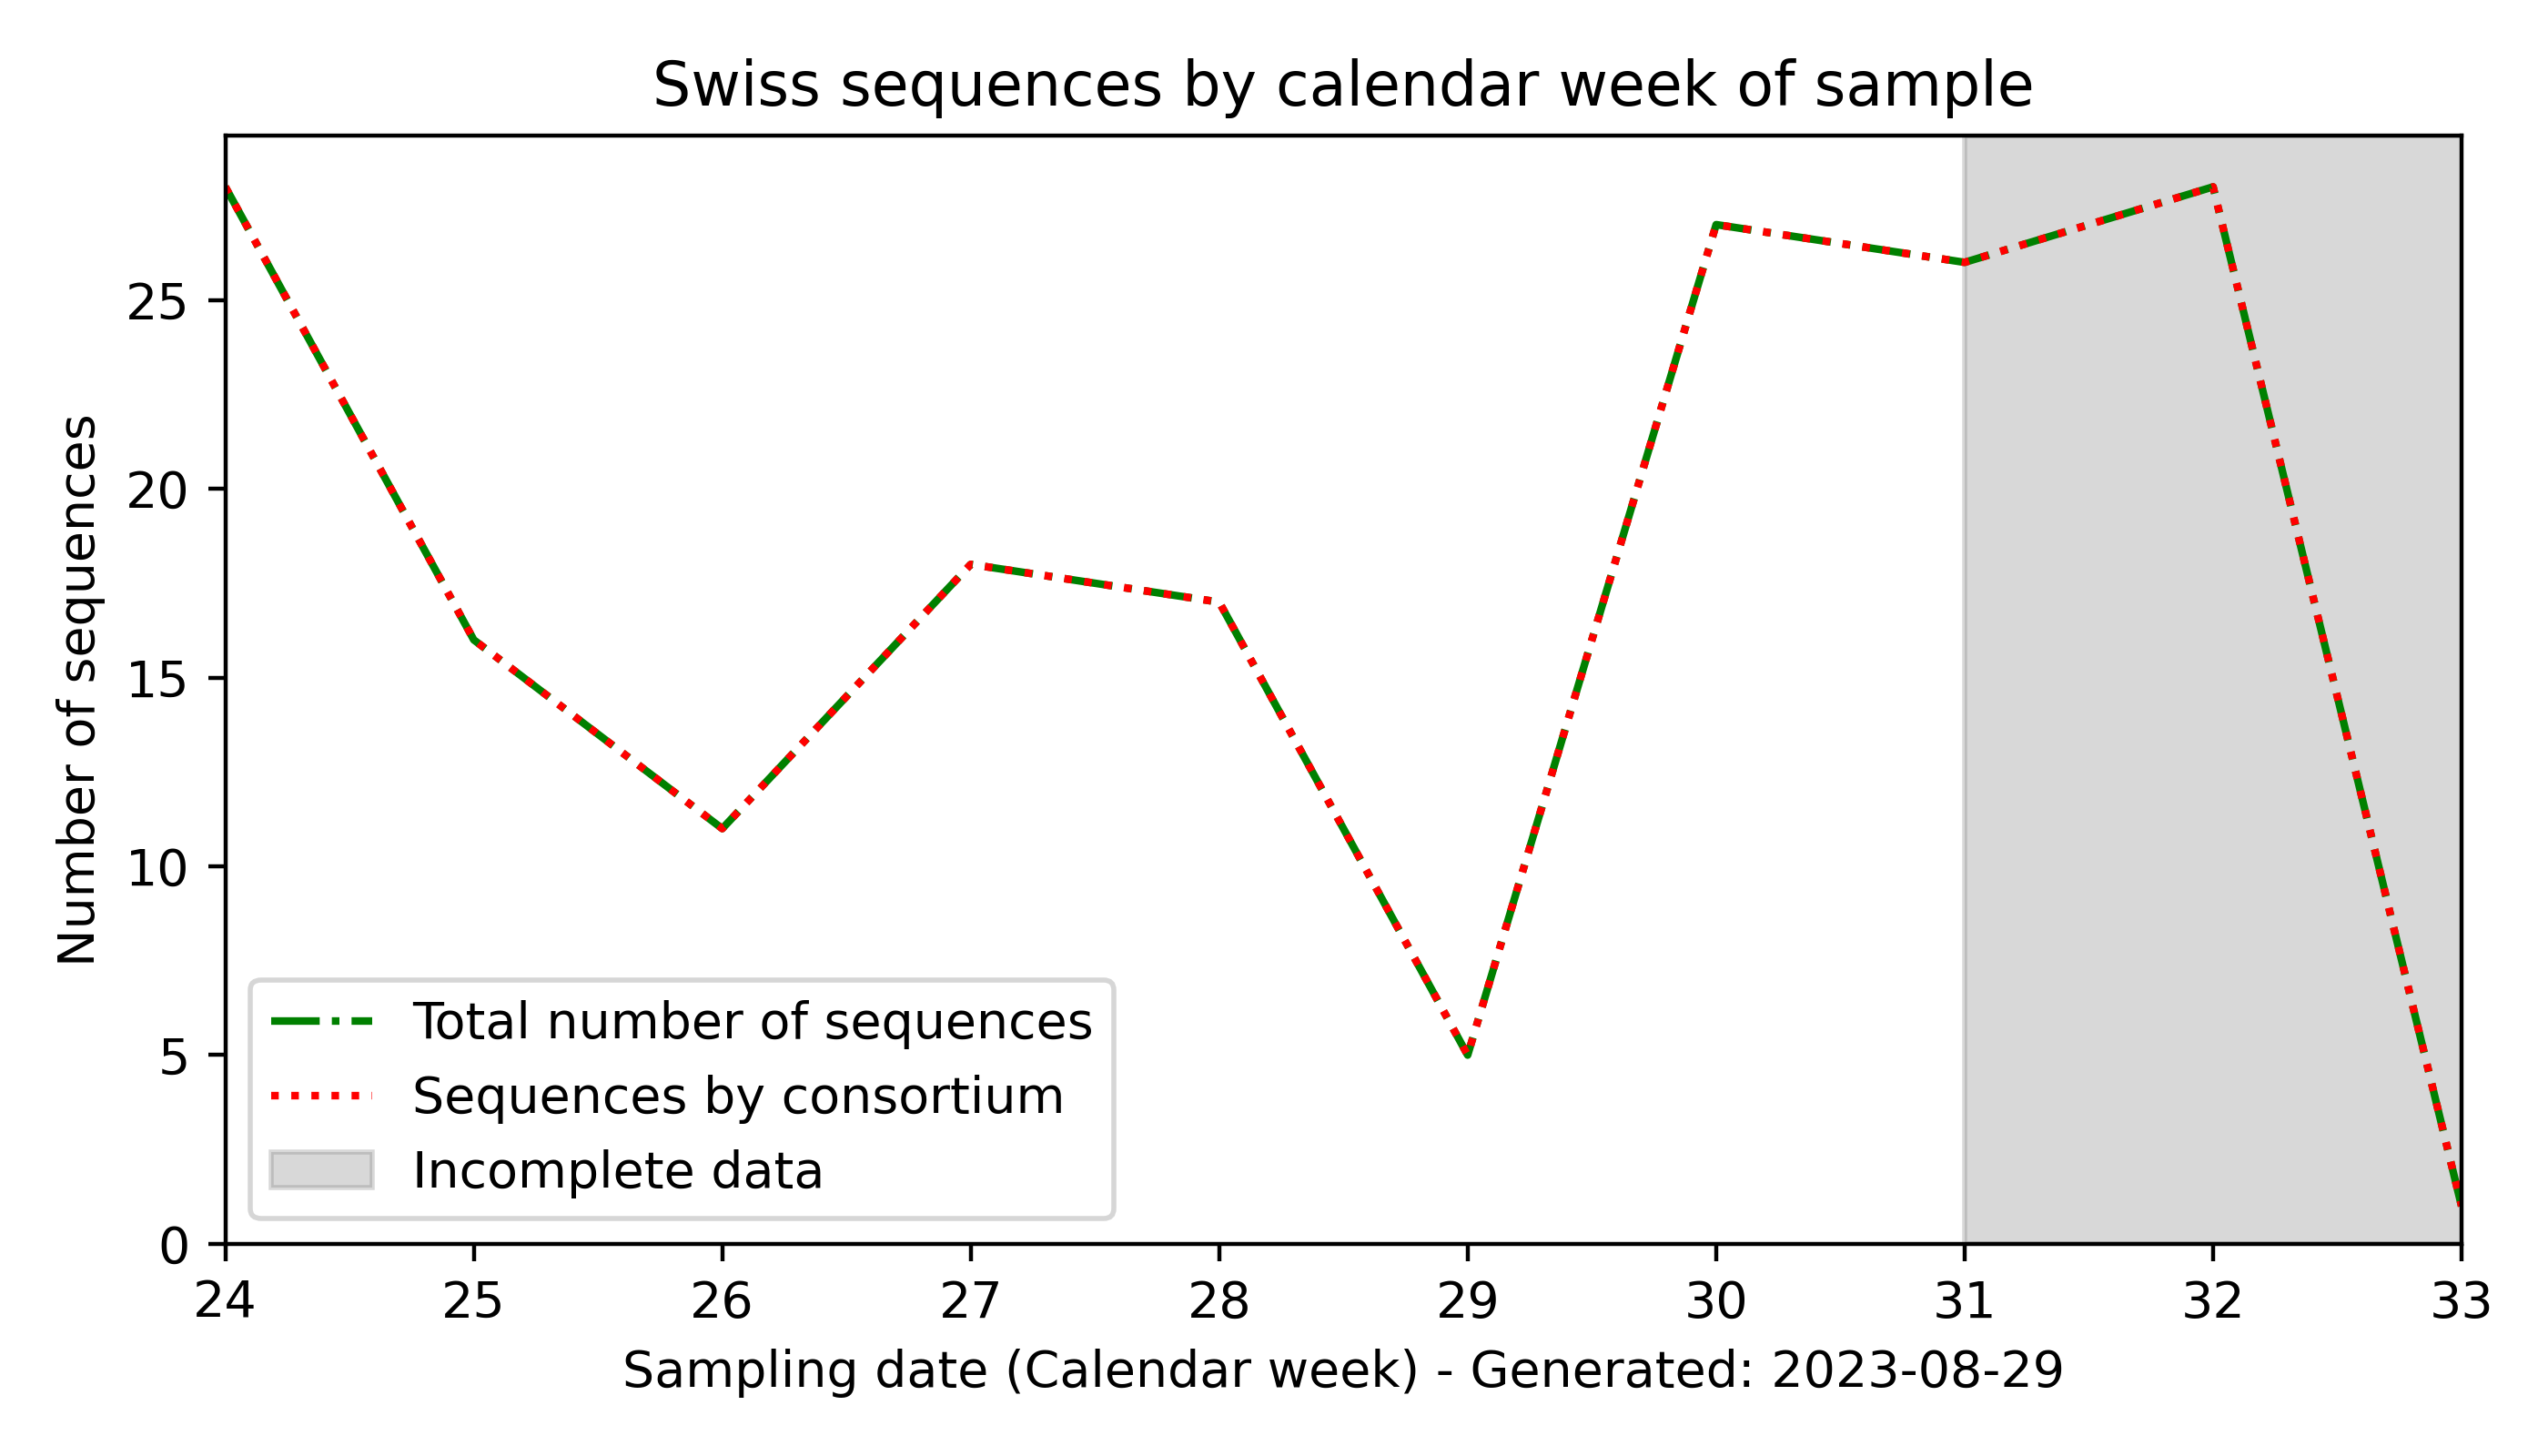 Swiss sequences by calendar week of sample
Number of sequences
25
20
15
10
5
0
Total number of sequences
Sequences by consortium
Incomplete data
24 25 26 27 28 29 30 31 32 33
Sampling date (Calendar week) - Generated: 2023-08-29